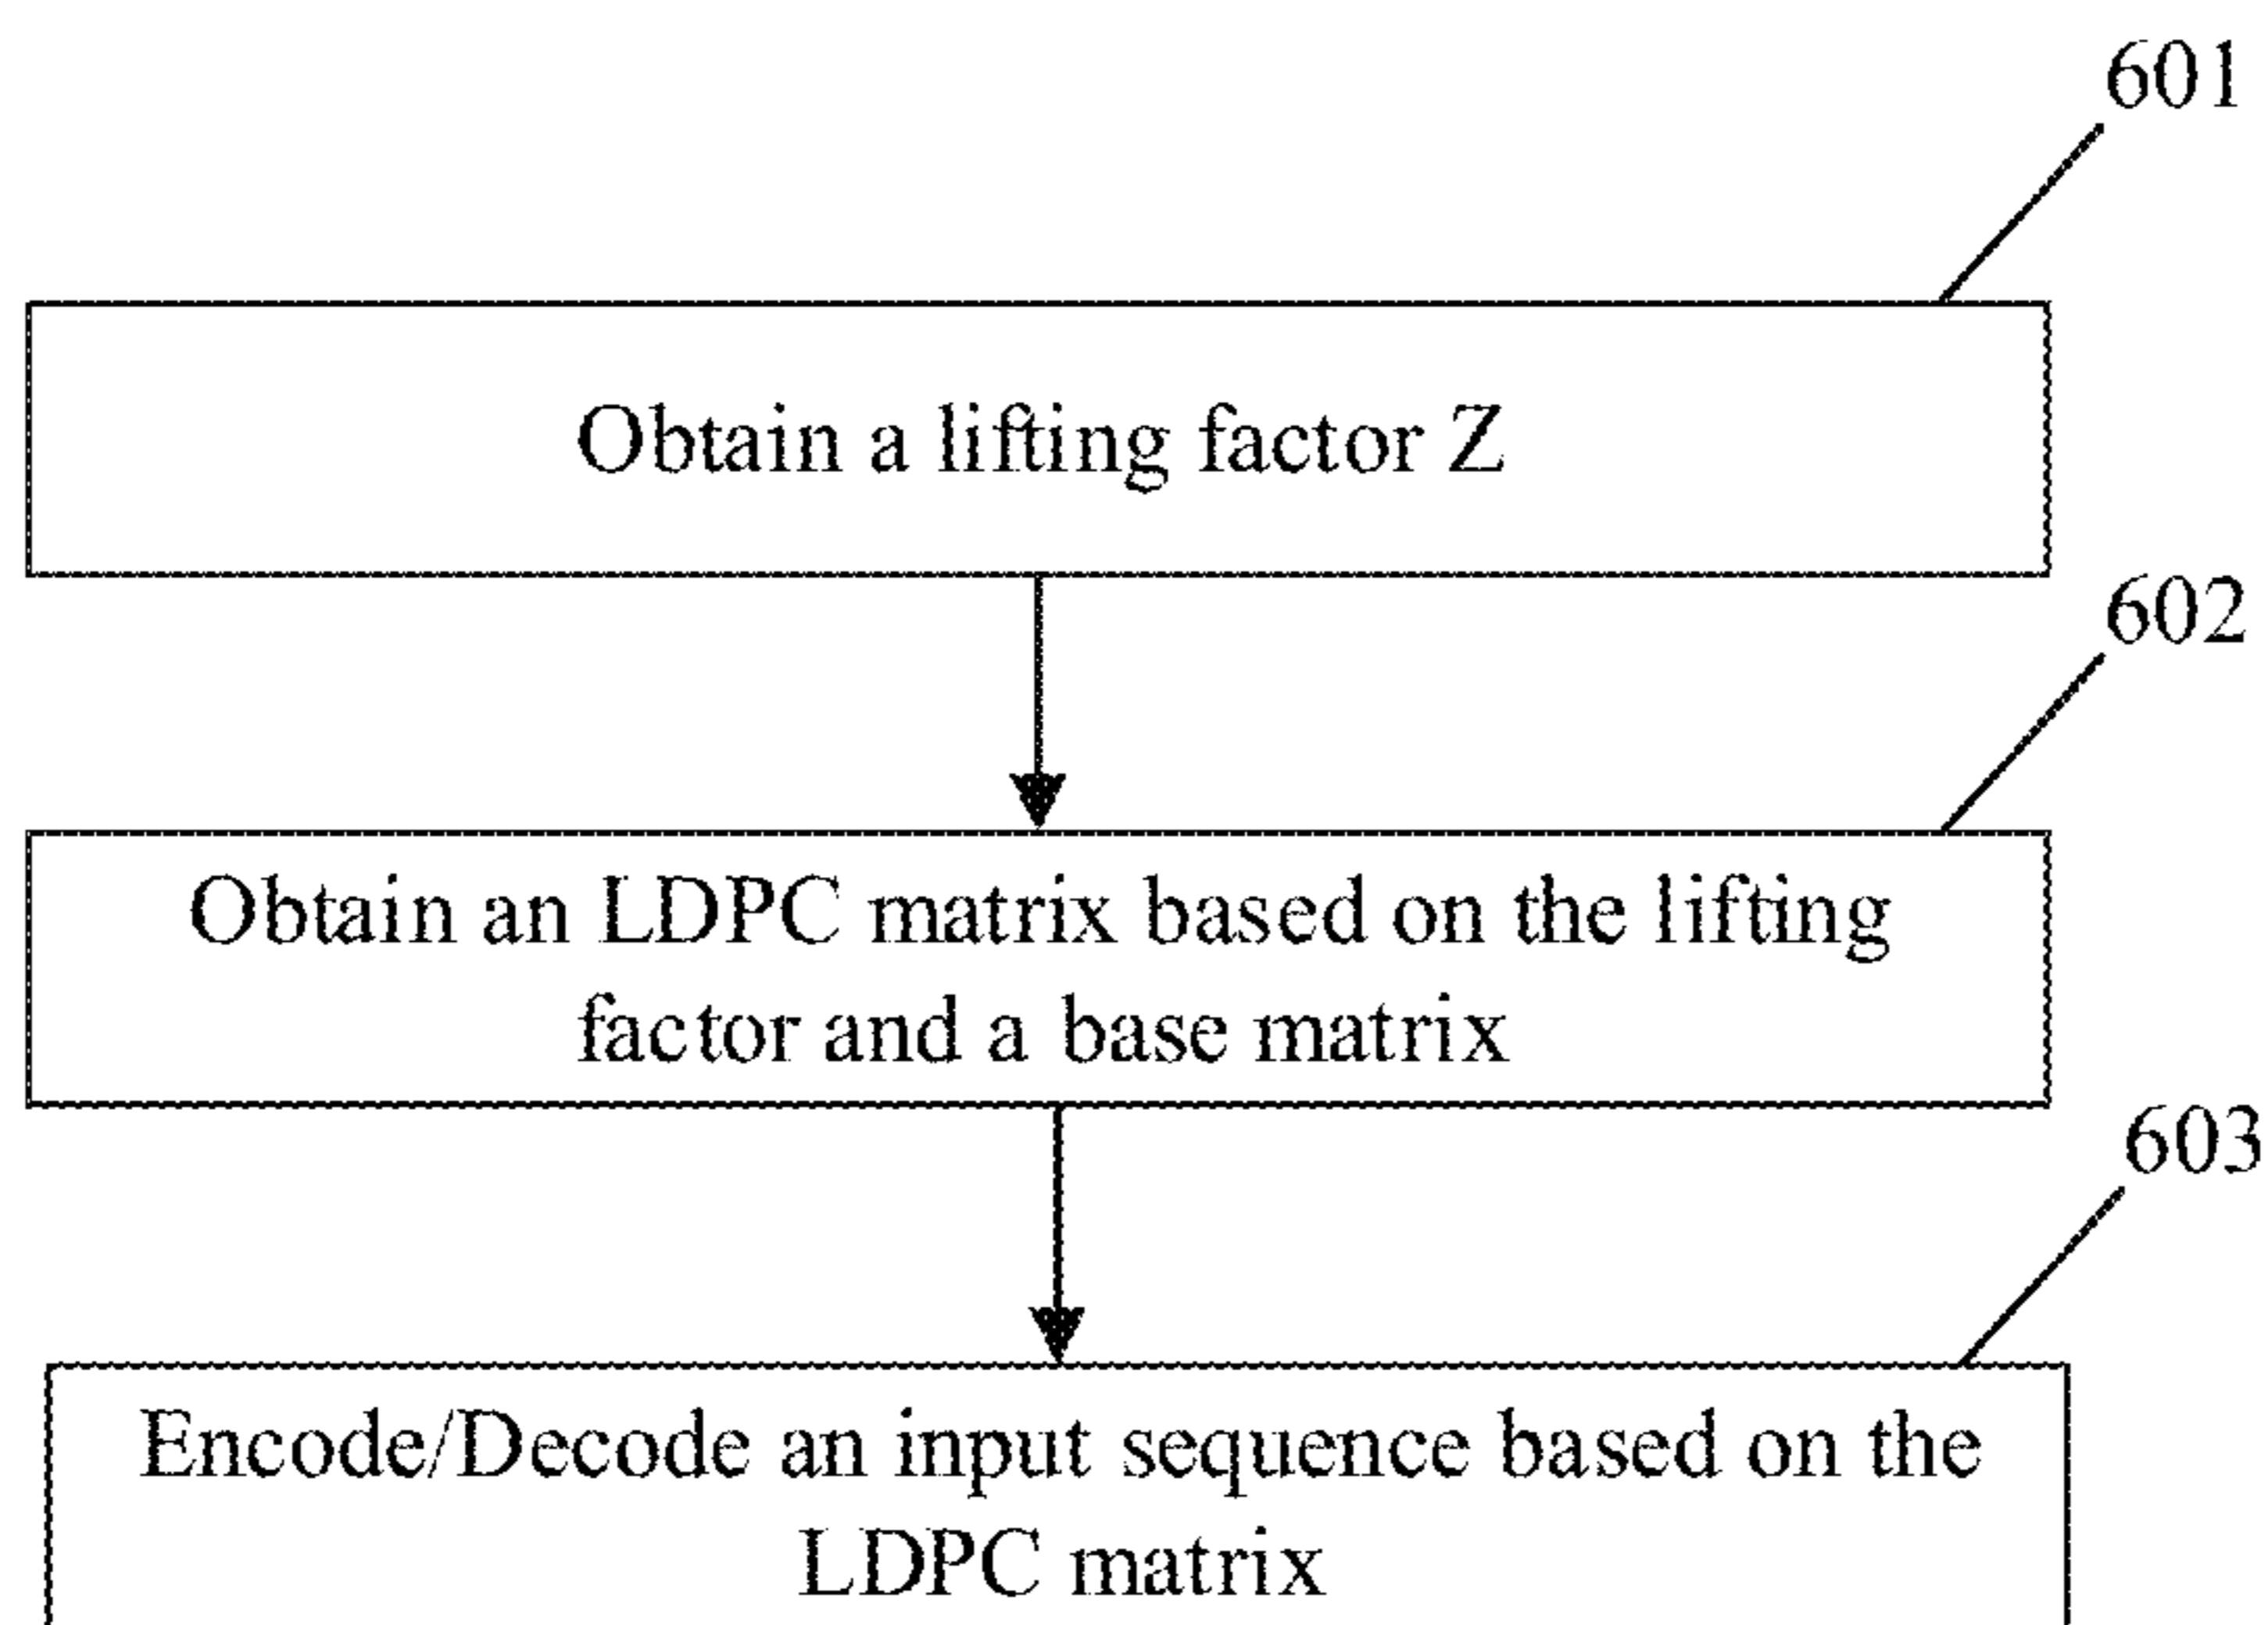 601
Obtain a lifting factor Z
602
Obtain an LDPC matrix based on the lifting
factor and a base matrix
603
Encode/Decode an input sequence based on the
LDPC matrix